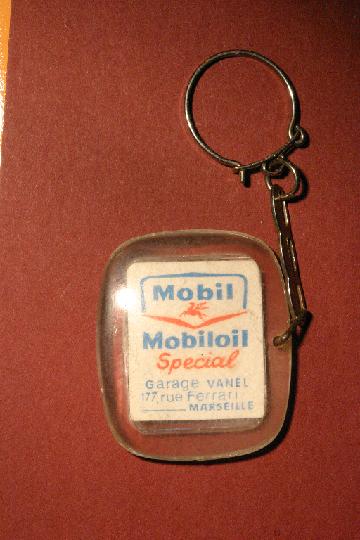 Mobil
Mobiloil
Special
Garage VANEL
177, rue Ferrari
MARSEILLE